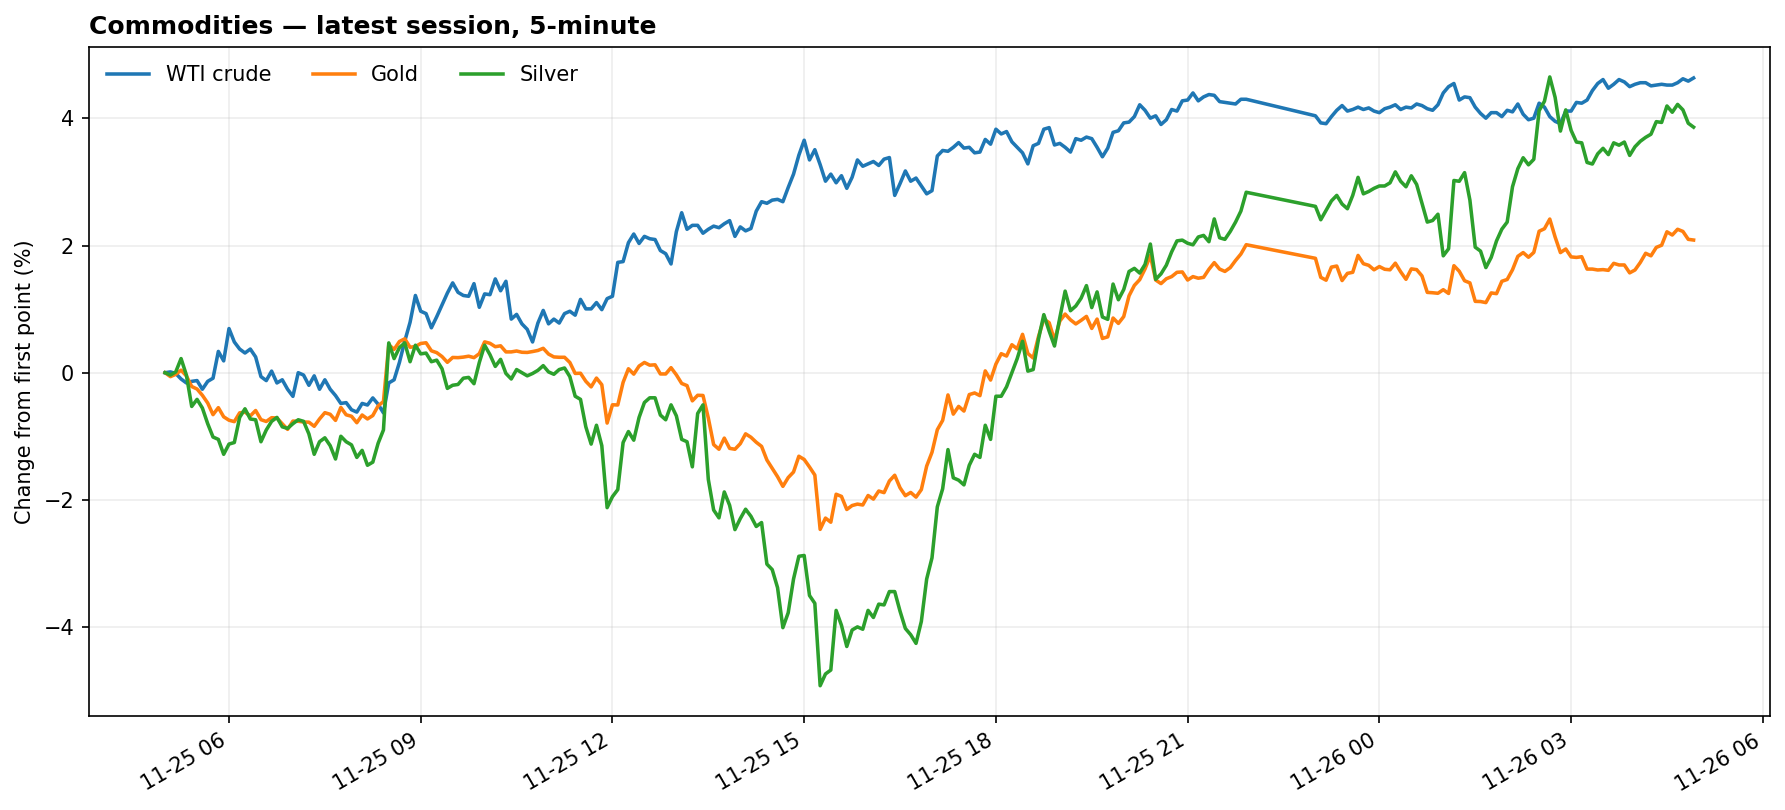 Commodities — latest session, 5-minute
WTI crude Gold Silver
Change from first point (%)
4
2
0
−2
−4
11-25 06 11-25 09 11-25 12 11-25 15 11-25 18 11-25 21 11-26 00 11-26 03 11-26 06